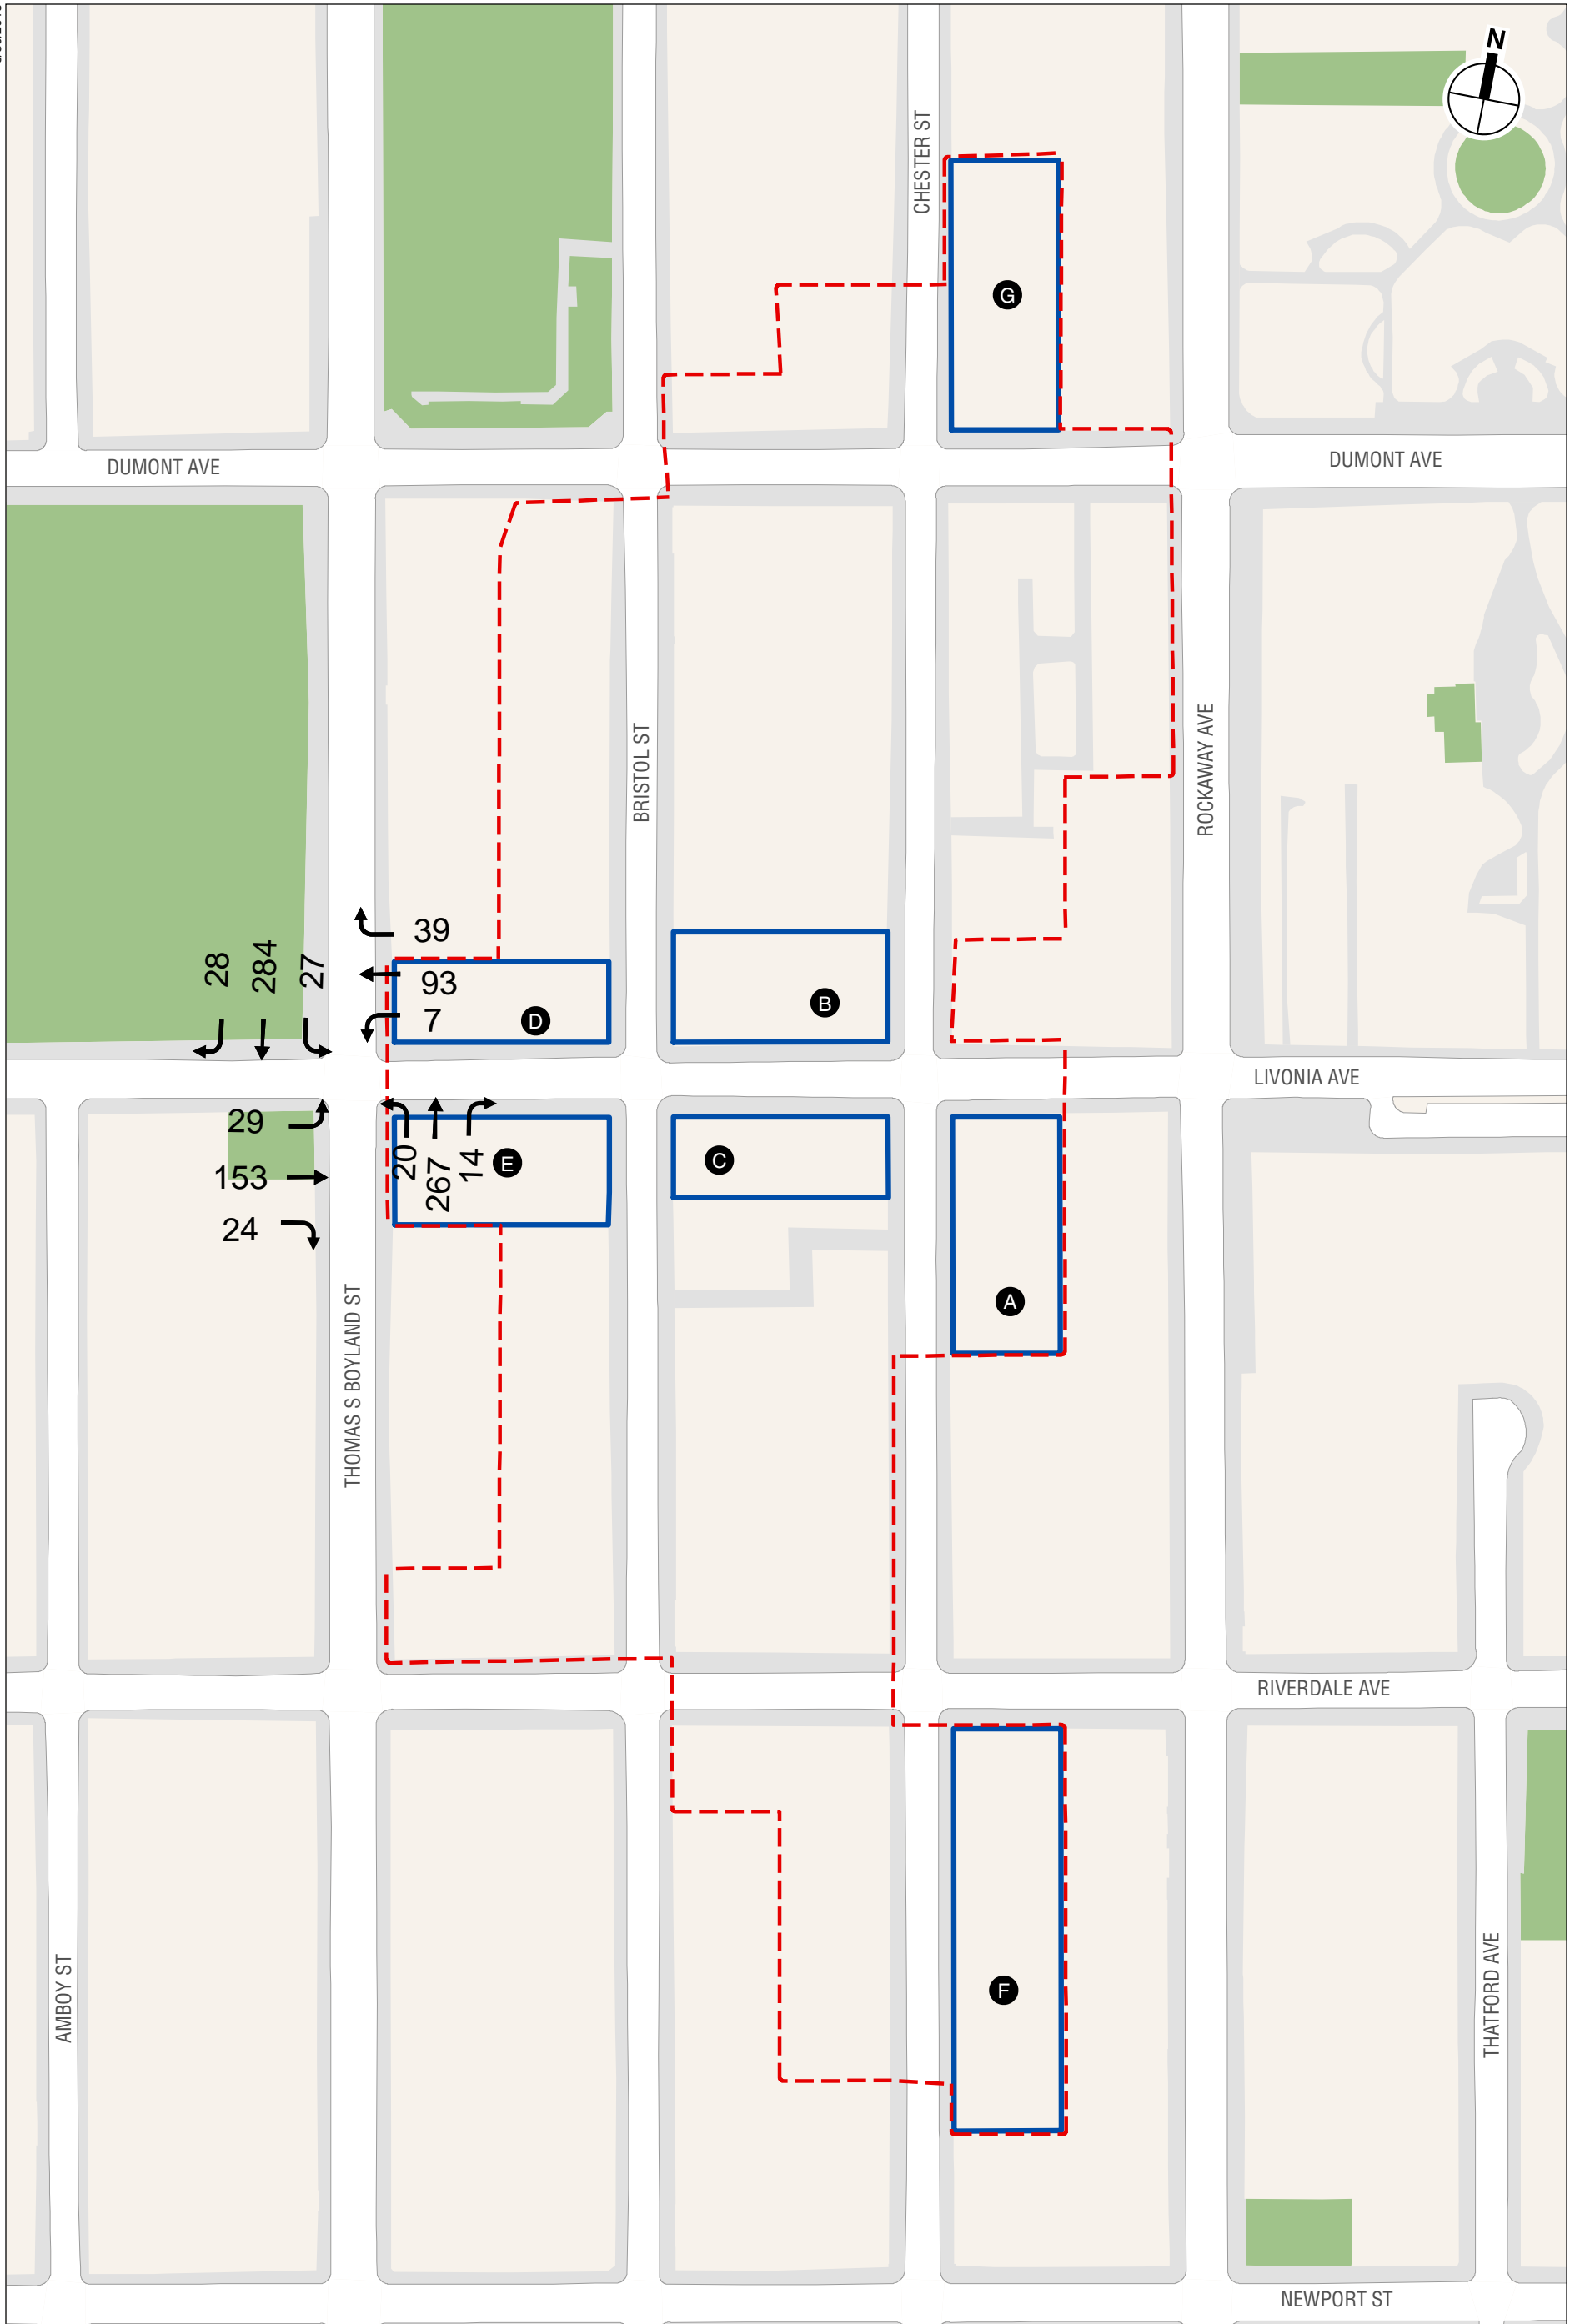 N
CHESTER ST
G
DUMONT AVE
DUMONT AVE
BRISTOL ST
ROCKAWAY AVE
39
28
284
27
93
7
D
B
LIVONIA AVE
29
153
24
20
267
14
E
C
A
THOMAS S BOYLAND ST
RIVERDALE AVE
AMBOY ST
F
THATFORD AVE
NEWPORT ST